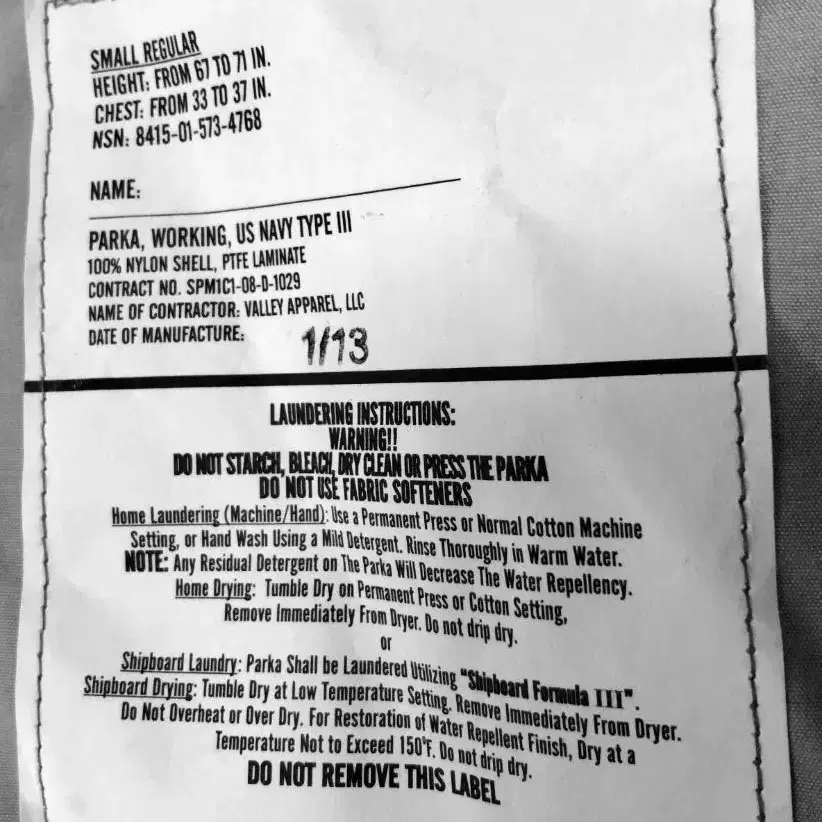 SMALL REGULAR
HEIGHT: FROM 67 TO 71 IN.
CHEST: FROM 33 TO 37 IN.
NSN: 8415-01-573-4768
NAME:
PARKA, WORKING, US NAVY TYPE III
100% NYLON SHELL, PTFE LAMINATE
CONTRACT NO. SPM1C1-08-D-1029
NAME OF CONTRACTOR: VALLEY APPAREL, LLC
DATE OF MANUFACTURE: 1/13
LAUNDERING INSTRUCTIONS:
WARNING!!
DO NOT STARCH, BLEACH, DRY CLEAN OR PRESS THE PARKA
DO NOT USE FABRIC SOFTENERS
Home Laundering (Machine/Hand): Use a Permanent Press or Normal Cotton Machine
Setting, or Hand Wash Using a Mild Detergent. Rinse Thoroughly in Warm Water.
NOTE: Any Residual Detergent on The Parka Will Decrease The Water Repellency.
Home Drying: Tumble Dry on Permanent Press or Cotton Setting,
Remove Immediately From Dryer. Do not drip dry.
or
Shipboard Laundry: Parka Shall be Laundered Utilizing "Shipboard Formula III".
Shipboard Drying: Tumble Dry at Low Temperature Setting. Remove Immediately From Dryer.
Do Not Overheat or Over Dry. For Restoration of Water Repellent Finish, Dry at a
Temperature Not to Exceed 150°F. Do not drip dry.
DO NOT REMOVE THIS LABEL